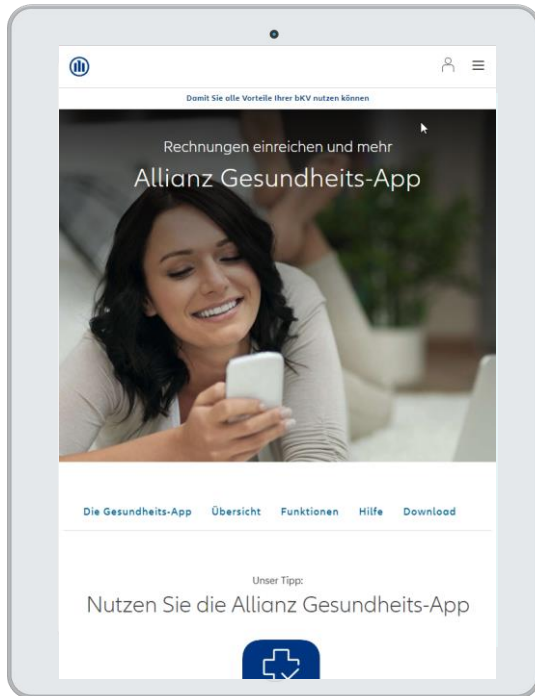 Damit Sie alle Vorteile Ihrer bKV nutzen können
Rechnungen einreichen und mehr
Allianz Gesundheits-App
Die Gesundheits-App Übersicht Funktionen Hilfe Download
Unser Tipp:
Nutzen Sie die Allianz Gesundheits-App